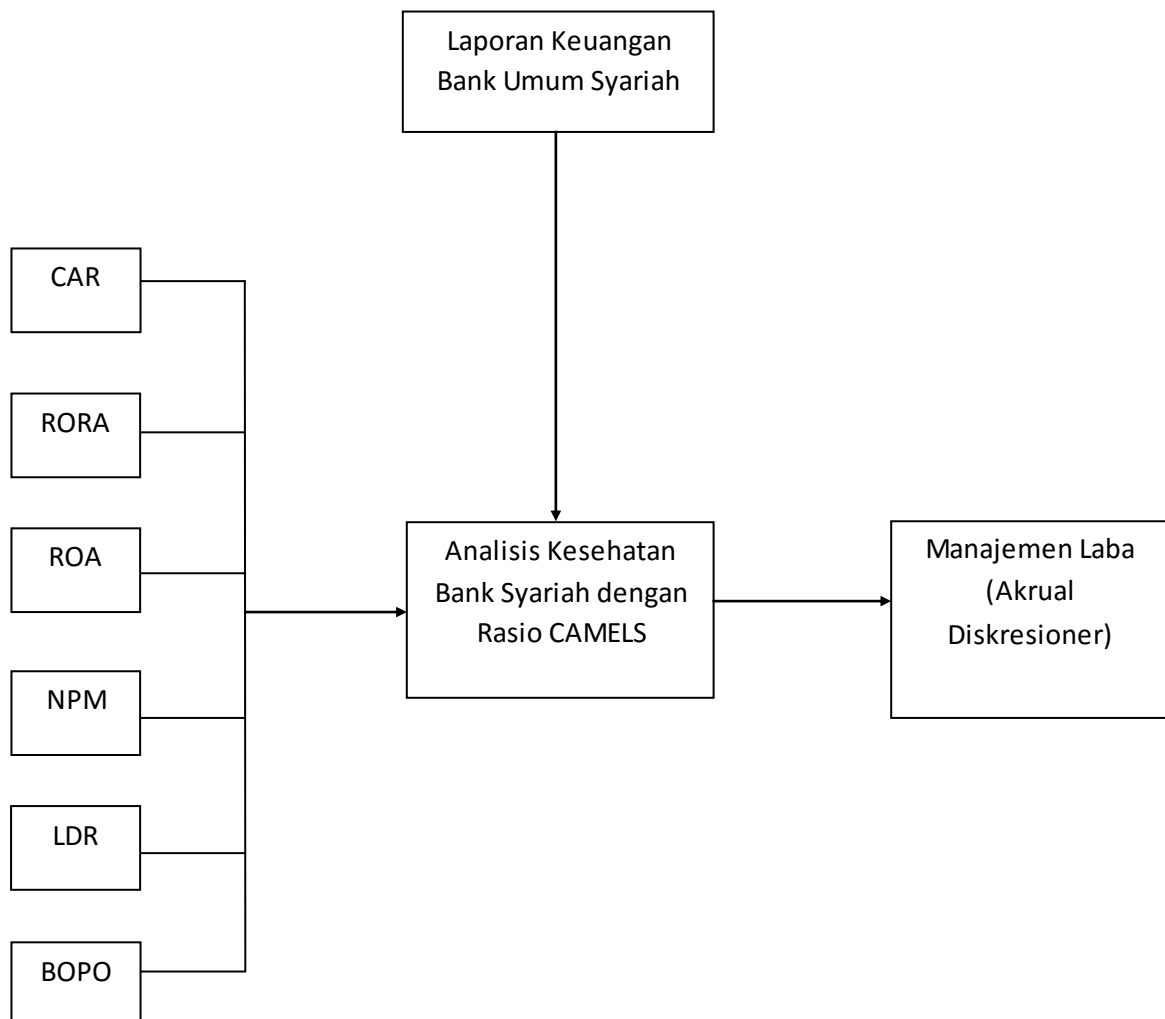 Laporan Keuangan
Bank Umum Syariah
CAR
RORA
ROA
NPM
LDR
BOPO
Analisis Kesehatan
Bank Syariah dengan
Rasio CAMELS
Manajemen Laba
(Akrual
Diskresioner)